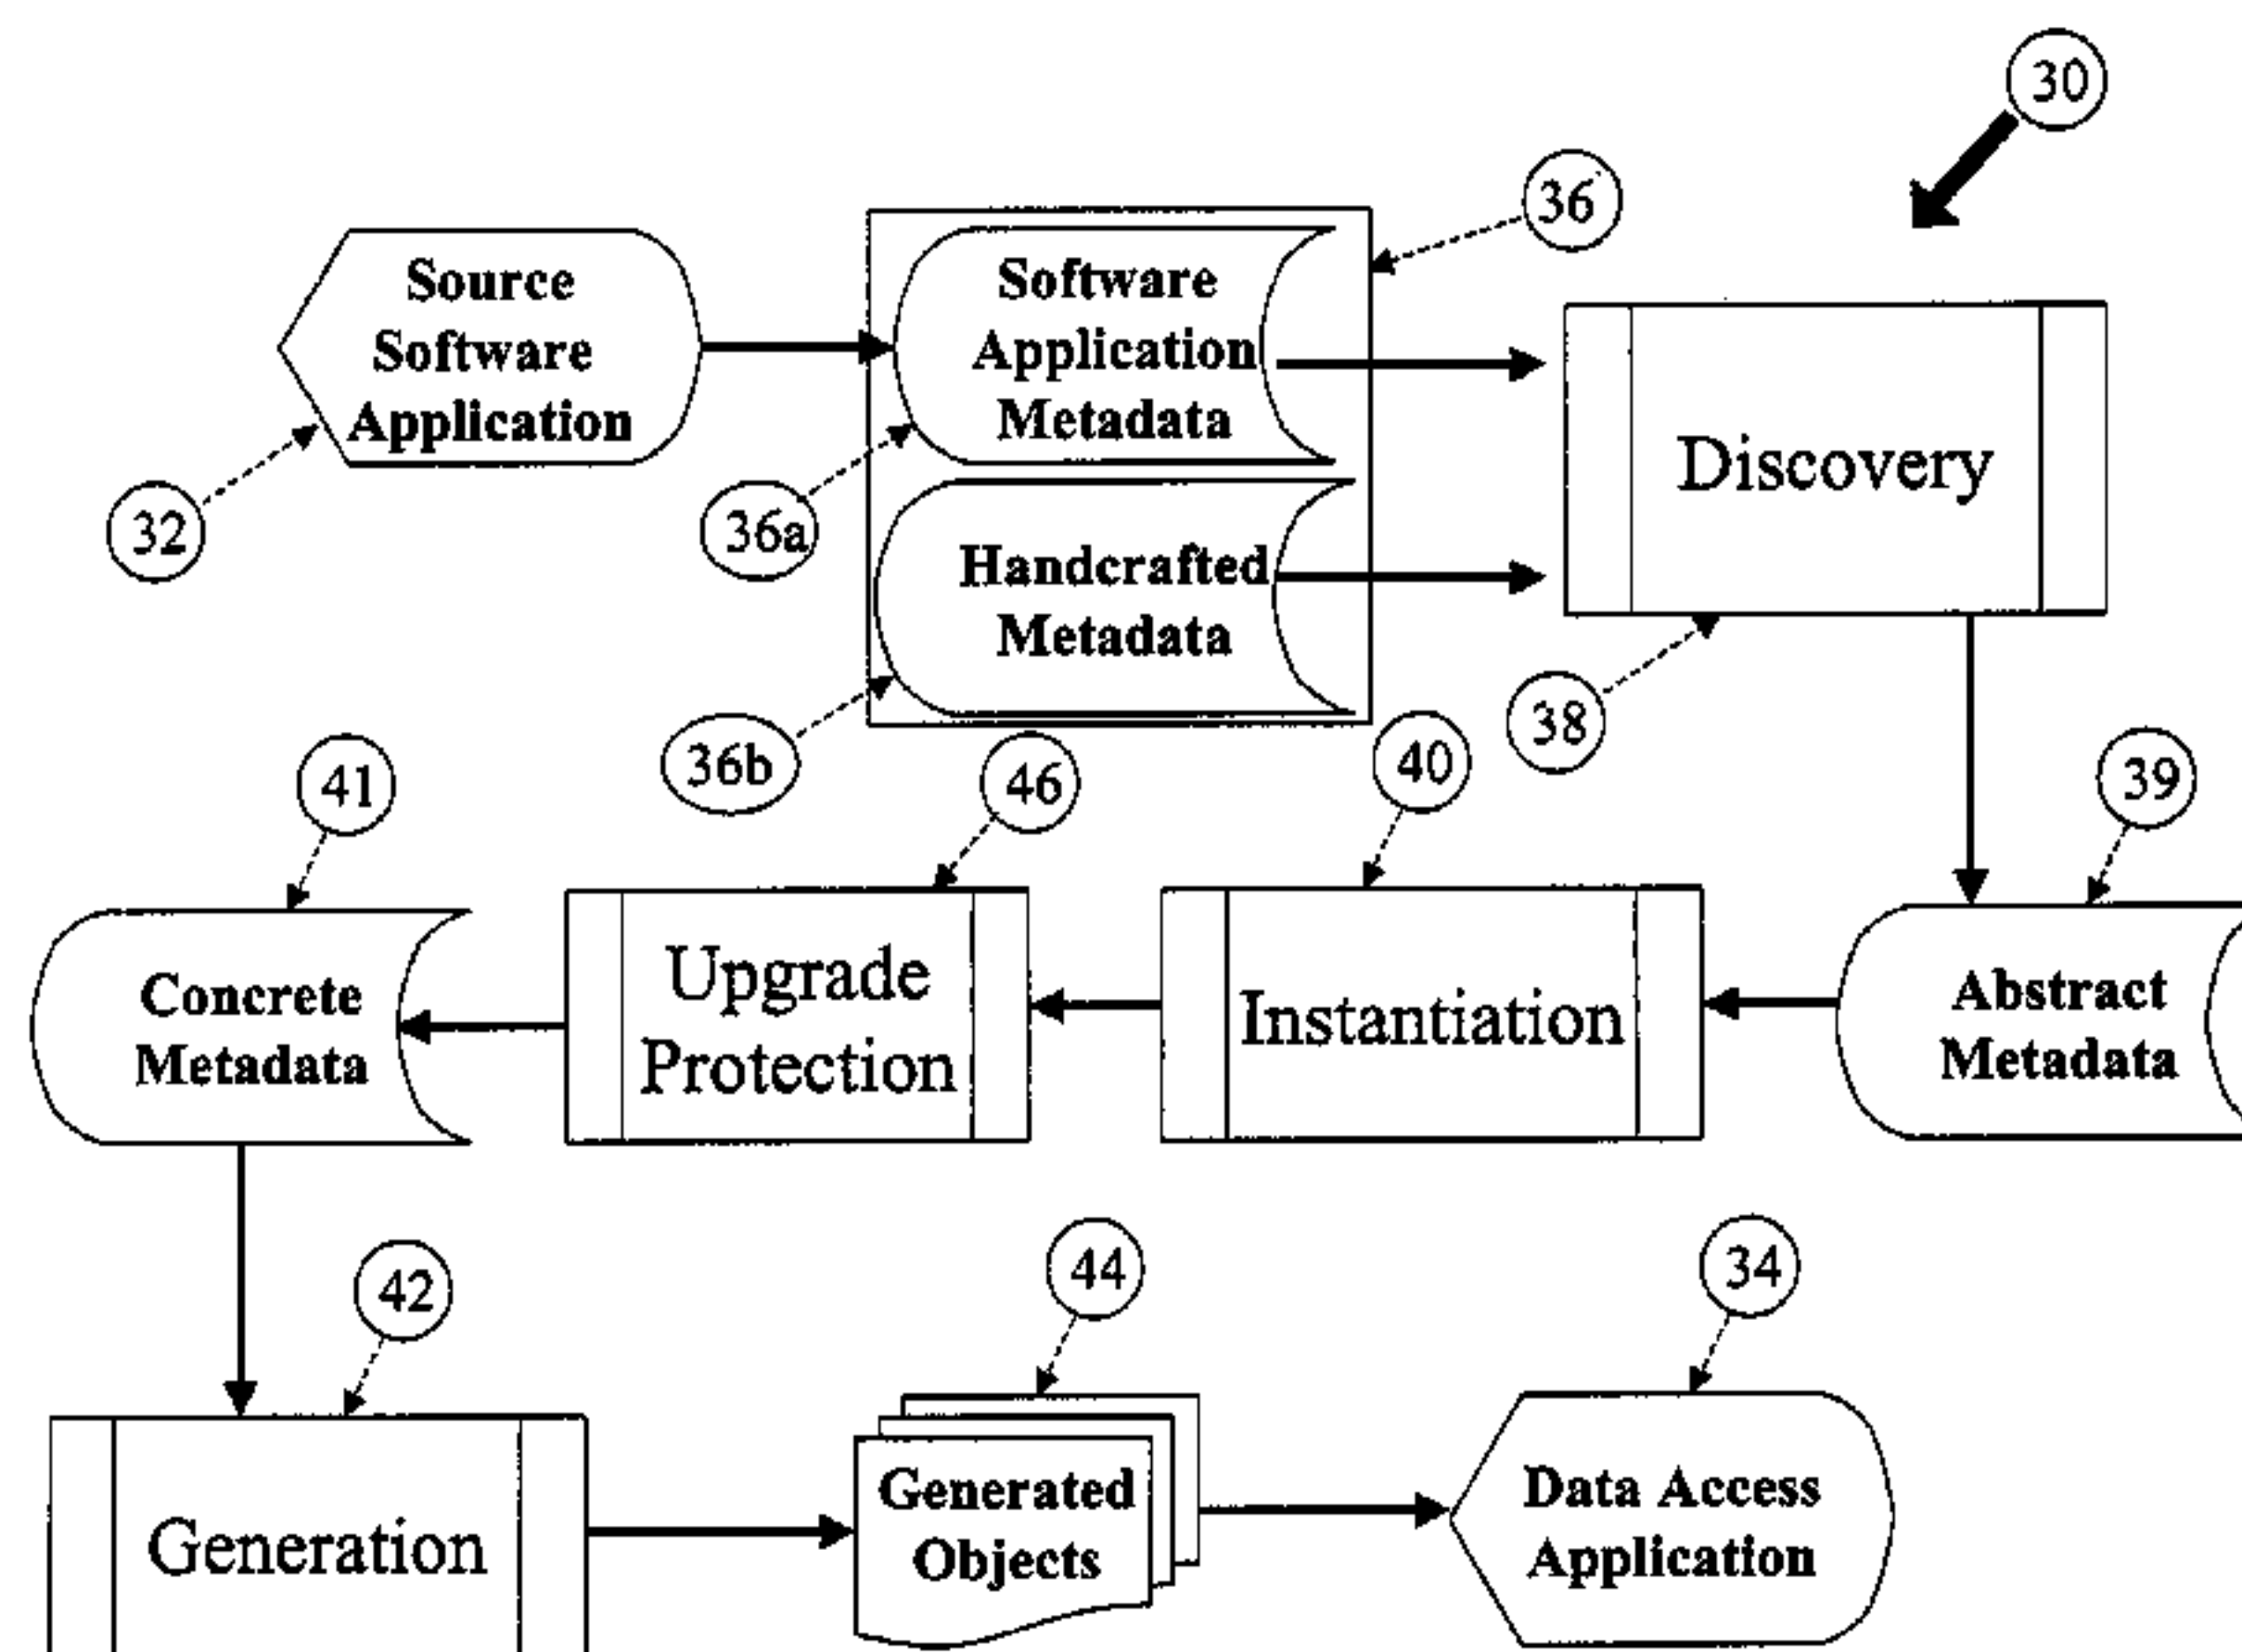 30
36
Source
Software
Application
Software
Application
Metadata
Discovery
32
36a
Handcrafted
Metadata
38
36b
41
46
40
39
Concrete
Metadata
Upgrade
Protection
Instantiation
Abstract
Metadata
42
44
34
Generation
Generated
Objects
Data Access
Application